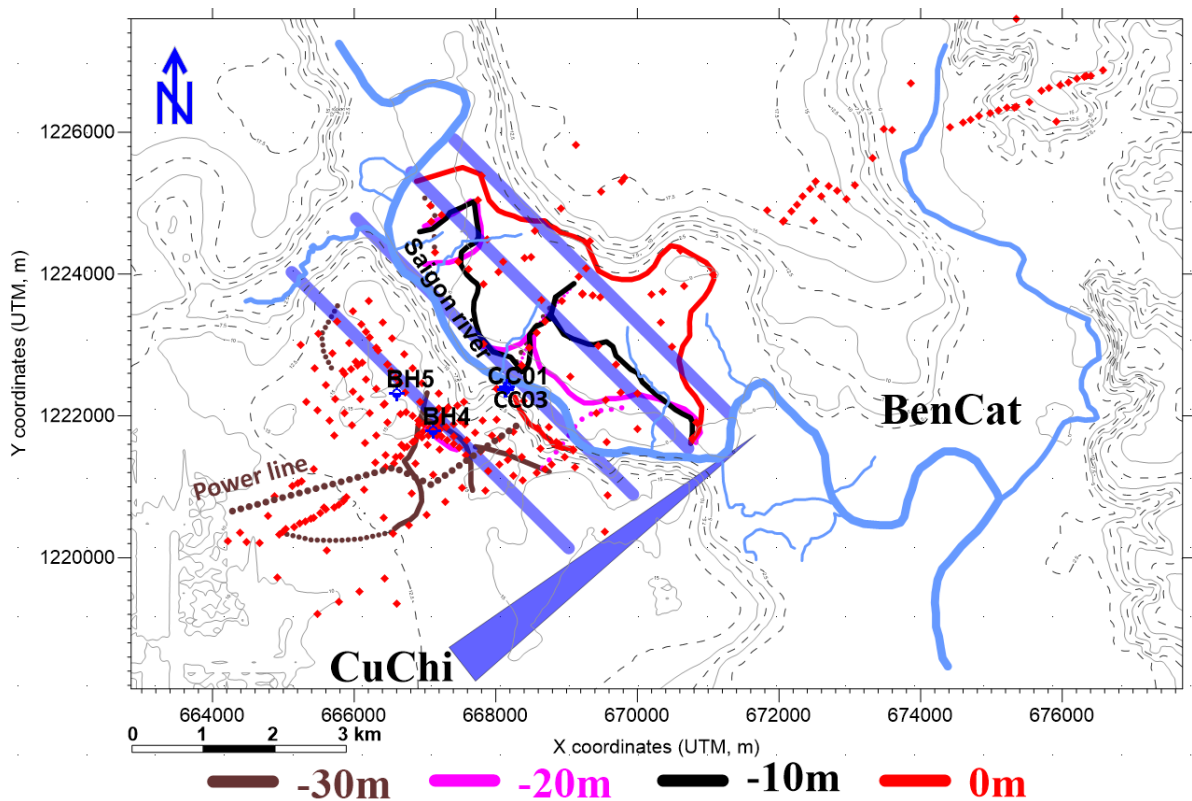 N
1226000
1224000
1222000
1220000
Y coordinates (UTM, m)
Saigon river
BH5
BH4
CC01
CC03
BenCat
Power line
CuChi
664000 666000 668000 670000 672000 674000 676000
0 1 2 3 km
X coordinates (UTM, m)
-30m -20m -10m 0m